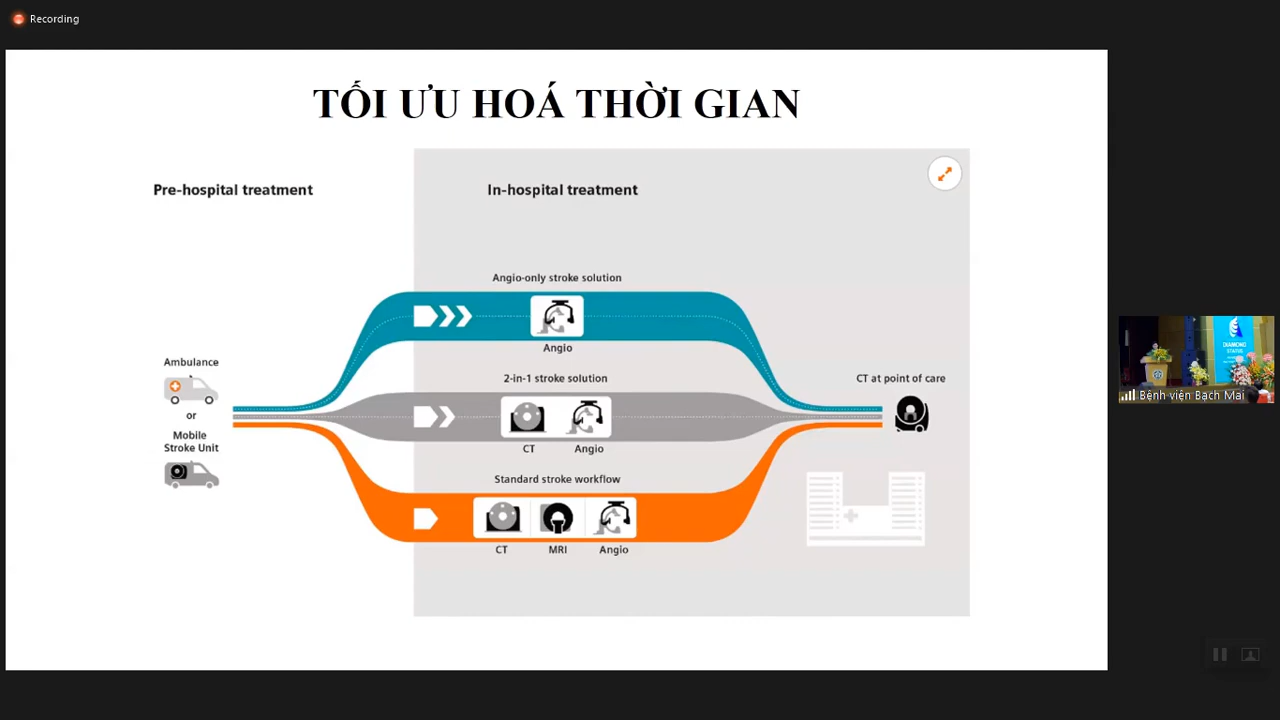 Recording
TỐI ƯU HOÁ THỜI GIAN
Pre-hospital treatment
In-hospital treatment
Angio-only stroke solution
Angio
Ambulance
or
Mobile
Stroke Unit
2-in-1 stroke solution
CT
Angio
CT at point of care
Standard stroke workflow
CT
MRI
Angio
DIAMOND
STATUS
Bệnh viện Bạch Mai